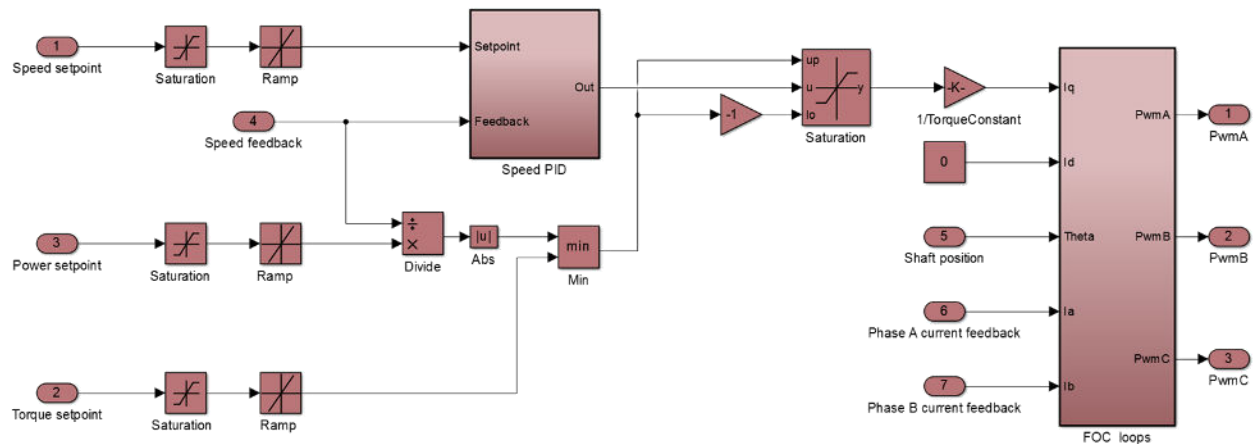 1
Speed setpoint
Saturation
Ramp
Setpoint
Out
Feedback
Speed PID
4
Speed feedback
up
u
lo
y
Saturation
-1
-K-
1/TorqueConstant
3
Power setpoint
Saturation
Ramp
÷
×
Divide
|u|
Abs
min
Min
2
Torque setpoint
Saturation
Ramp
0
5
Shaft position
6
Phase A current feedback
7
Phase B current feedback
Iq
Id
Theta
Ia
Ib
PwmA
PwmB
PwmC
FOC loops
1
PwmA
2
PwmB
3
PwmC